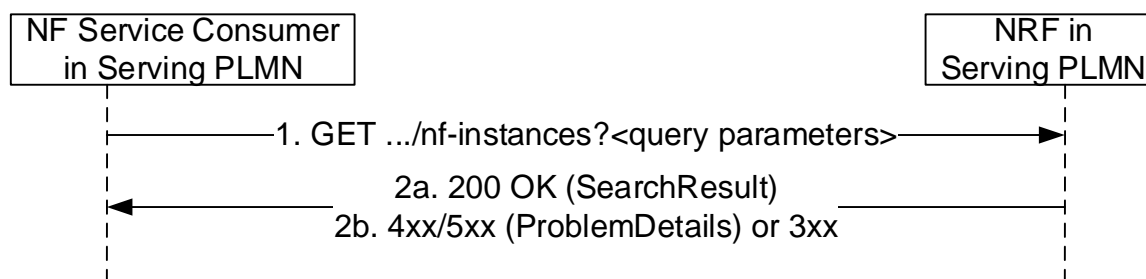 NF Service Consumer
in Serving PLMN
NRF in
Serving PLMN
1. GET .../nf-instances?<query parameters>
2a. 200 OK (SearchResult)
2b. 4xx/5xx (ProblemDetails) or 3xx